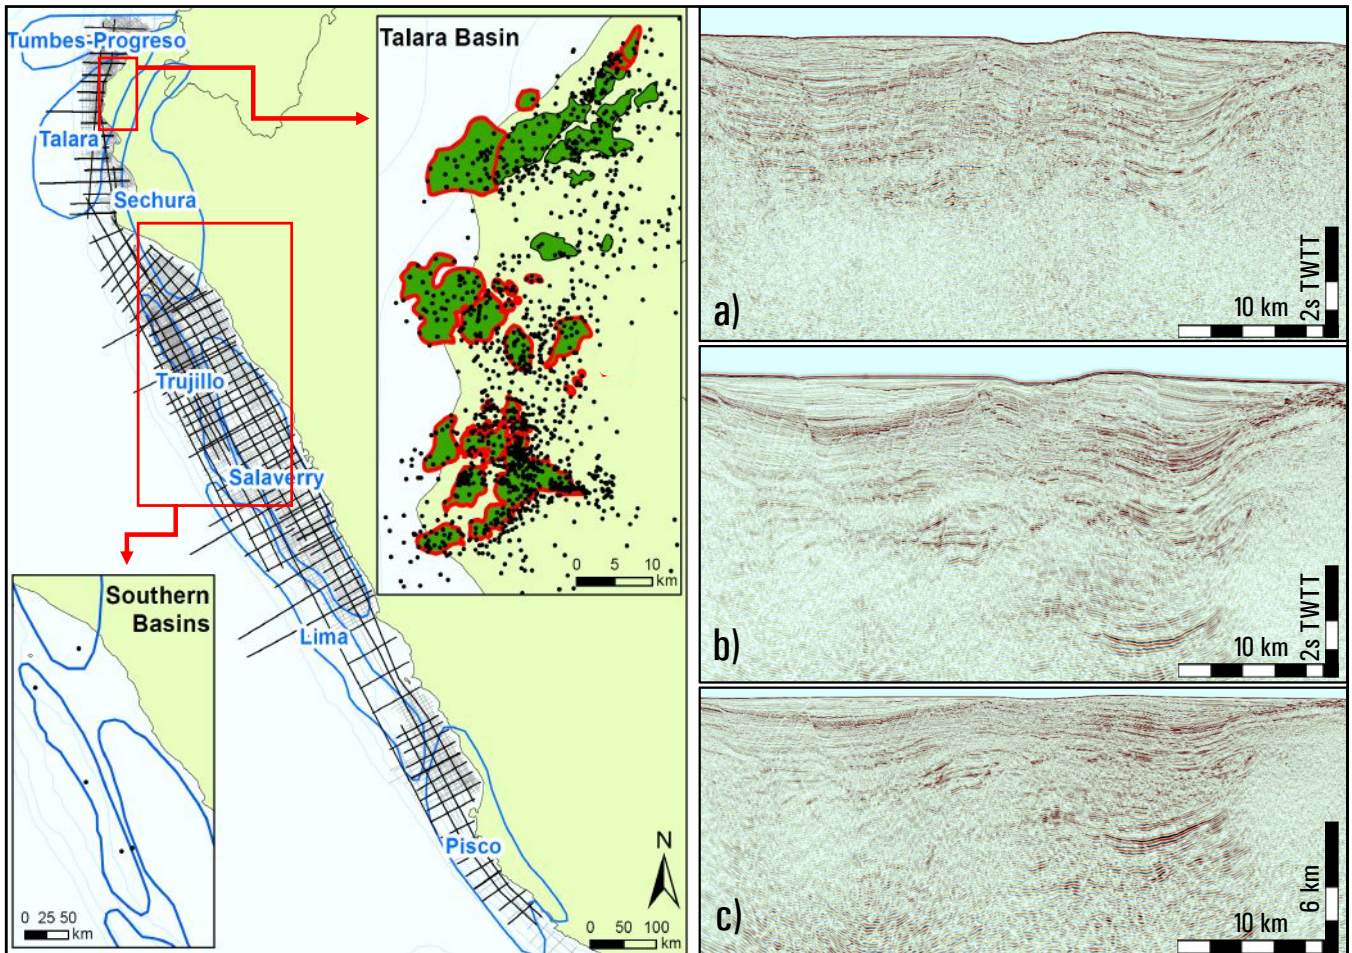 Tumbes-Progreso
Talara
Sechura
Trujillo
Salaverry
Lima
Pisco
N
0 50 100
km
Talara Basin
0 5 10
km
Southern
Basins
0 25 50
km
a)
10 km
2s TWTT
b)
10 km
2s TWTT
c)
10 km
6 km